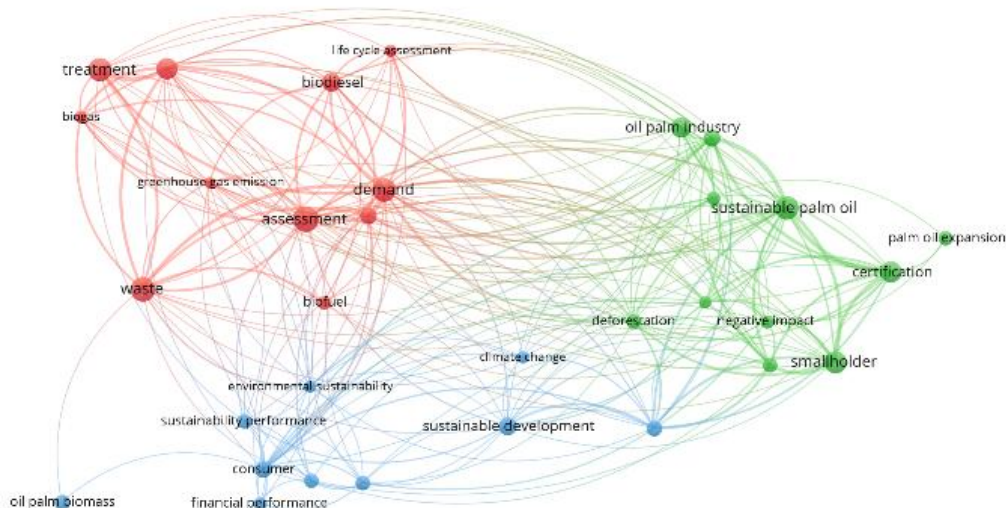 life cycle assessment
treatment
biodiesel
biogas
oil palm industry
greenhouse gas emission
demand
sustainable palm oil
assessment
palm oil expansion
certification
waste
biofuel
deforestation
negative impact
climate change
smallholder
environmental sustainability
sustainability performance
sustainable development
consumer
oil palm biomass
financial performance